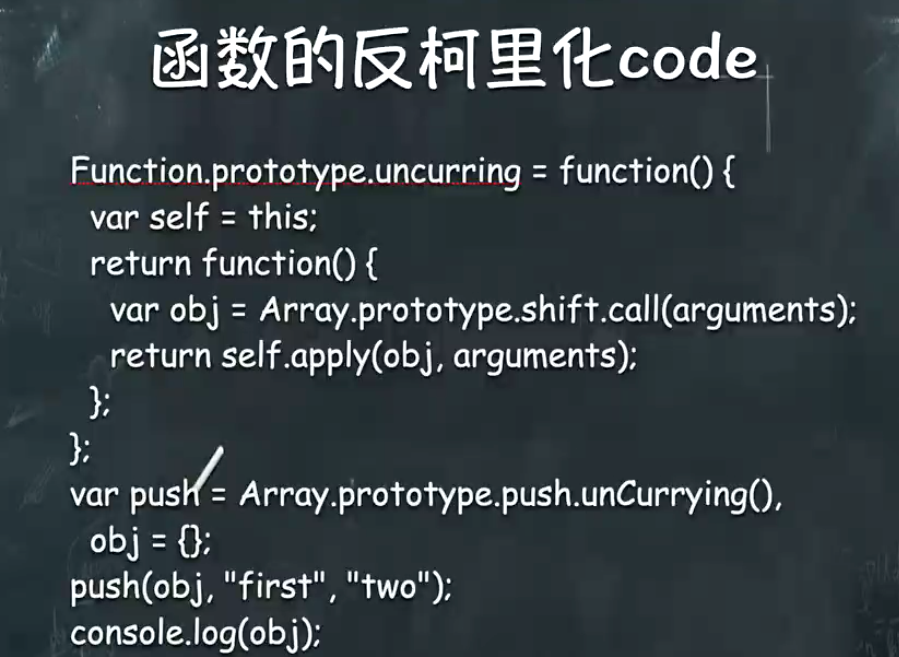 函数的反柯里化code
Function.prototype.uncurring = function() {
var self = this;
return function() {
var obj = Array.prototype.shift.call(arguments);
return self.apply(obj, arguments);
};
};
var push = Array.prototype.push.unCurrying(),
obj = {};
push(obj, "first", "two");
console.log(obj);